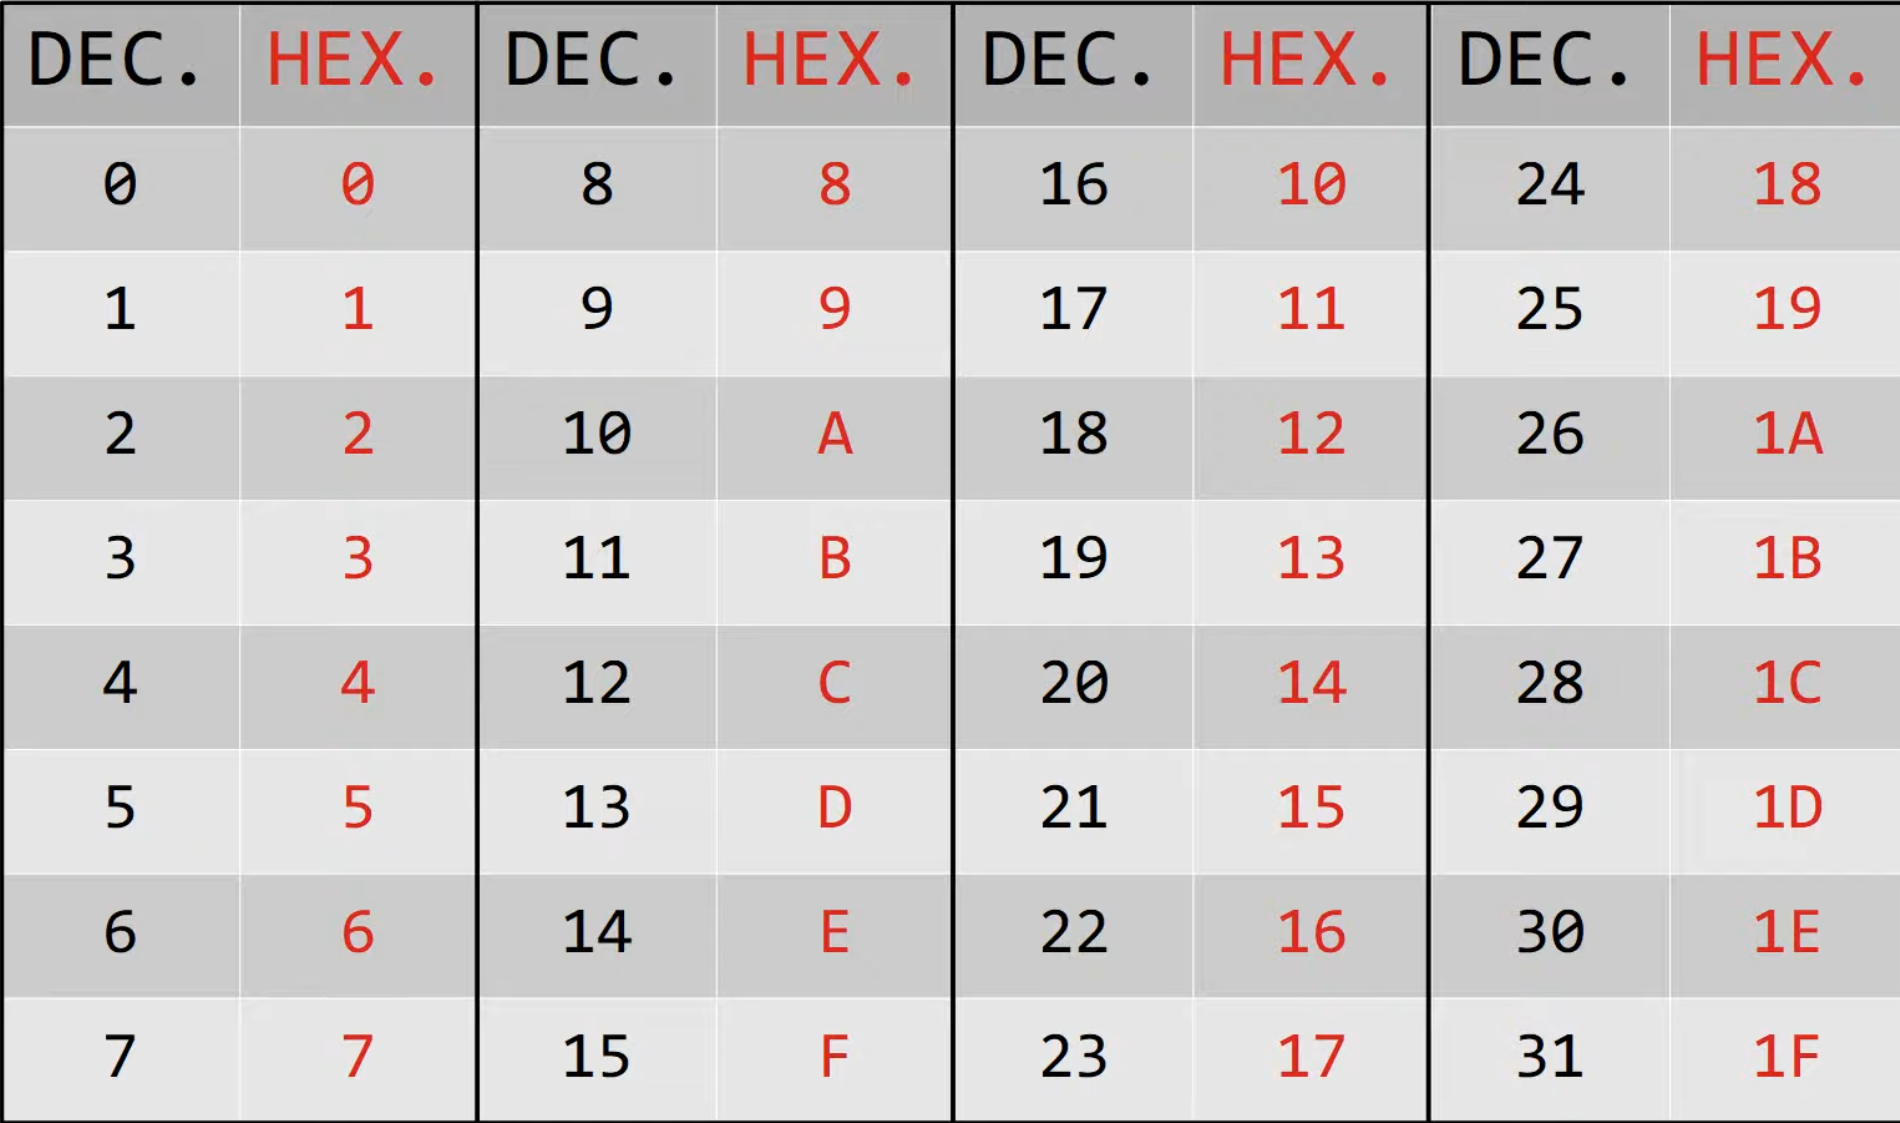 DEC. HEX. DEC. HEX. DEC. HEX. DEC. HEX.
0 0 8 8 16 10 24 18
1 1 9 9 17 11 25 19
2 2 10 A 18 12 26 1A
3 3 11 B 19 13 27 1B
4 4 12 C 20 14 28 1C
5 5 13 D 21 15 29 1D
6 6 14 E 22 16 30 1E
7 7 15 F 23 17 31 1F